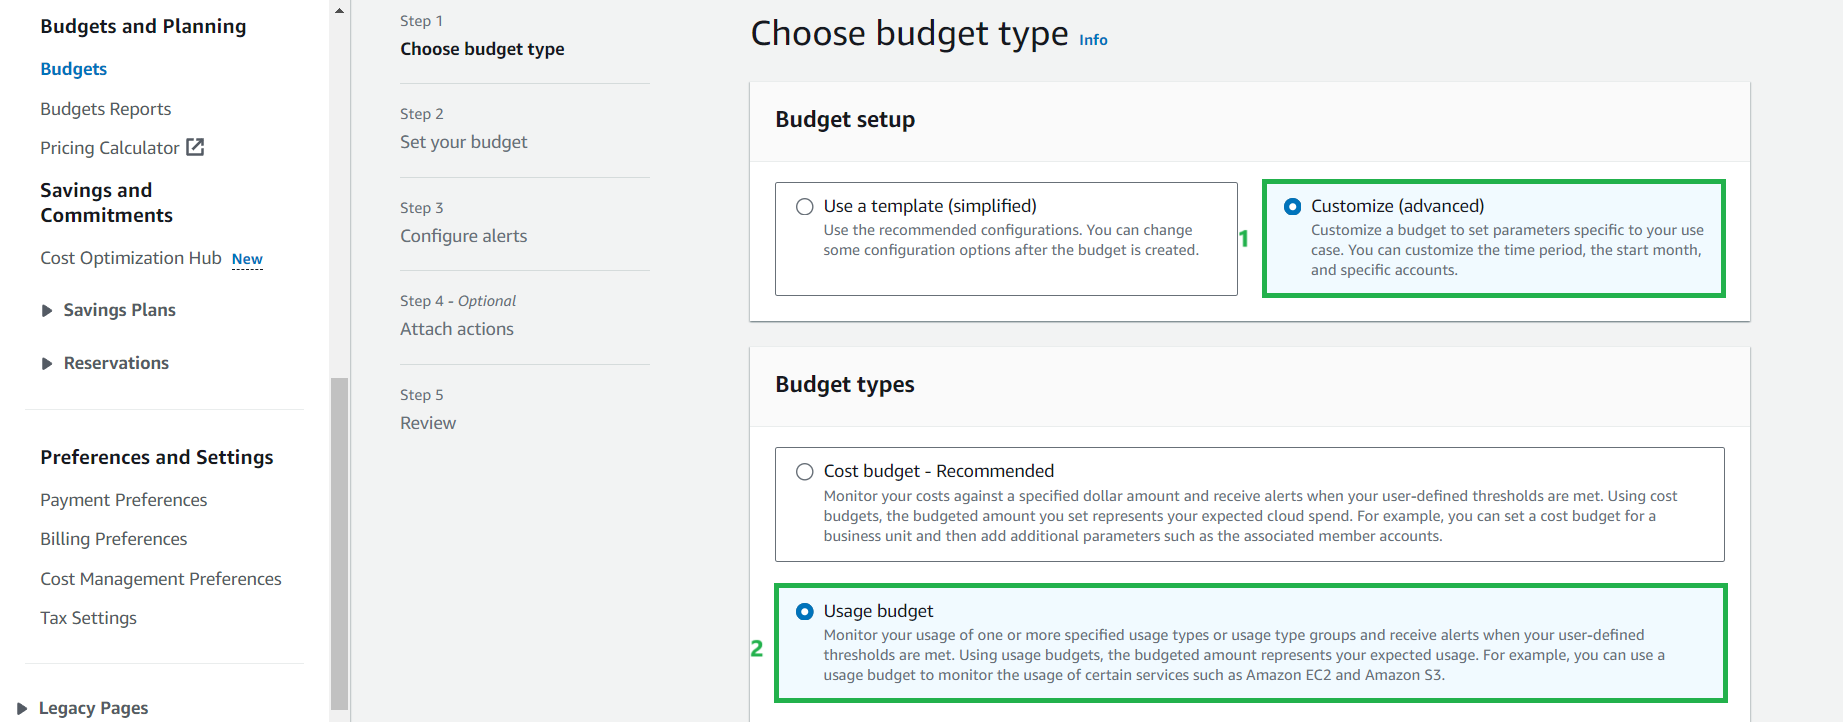 Budgets and Planning
Budgets
Budgets Reports
Pricing Calculator
Savings and
Commitments
Cost Optimization Hub New
Savings Plans
Reservations
Preferences and Settings
Payment Preferences
Billing Preferences
Cost Management Preferences
Tax Settings
Legacy Pages
Step 1
Choose budget type
Step 2
Set your budget
Step 3
Configure alerts
Step 4 - Optional
Attach actions
Step 5
Review
Choose budget type Info
Budget setup
Use a template (simplified)
Use the recommended configurations. You can change
some configuration options after the budget is created.
1
Customize (advanced)
Customize a budget to set parameters specific to your use
case. You can customize the time period, the start month,
and specific accounts.
Budget types
Cost budget - Recommended
Monitor your costs against a specified dollar amount and receive alerts when your user-defined thresholds are met. Using cost
budgets, the budgeted amount you set represents your expected cloud spend. For example, you can set a cost budget for a
business unit and then add additional parameters such as the associated member accounts.
2
Usage budget
Monitor your usage of one or more specified usage types or usage type groups and receive alerts when your user-defined
thresholds are met. Using usage budgets, the budgeted amount represents your expected usage. For example, you can use a
usage budget to monitor the usage of certain services such as Amazon EC2 and Amazon S3.